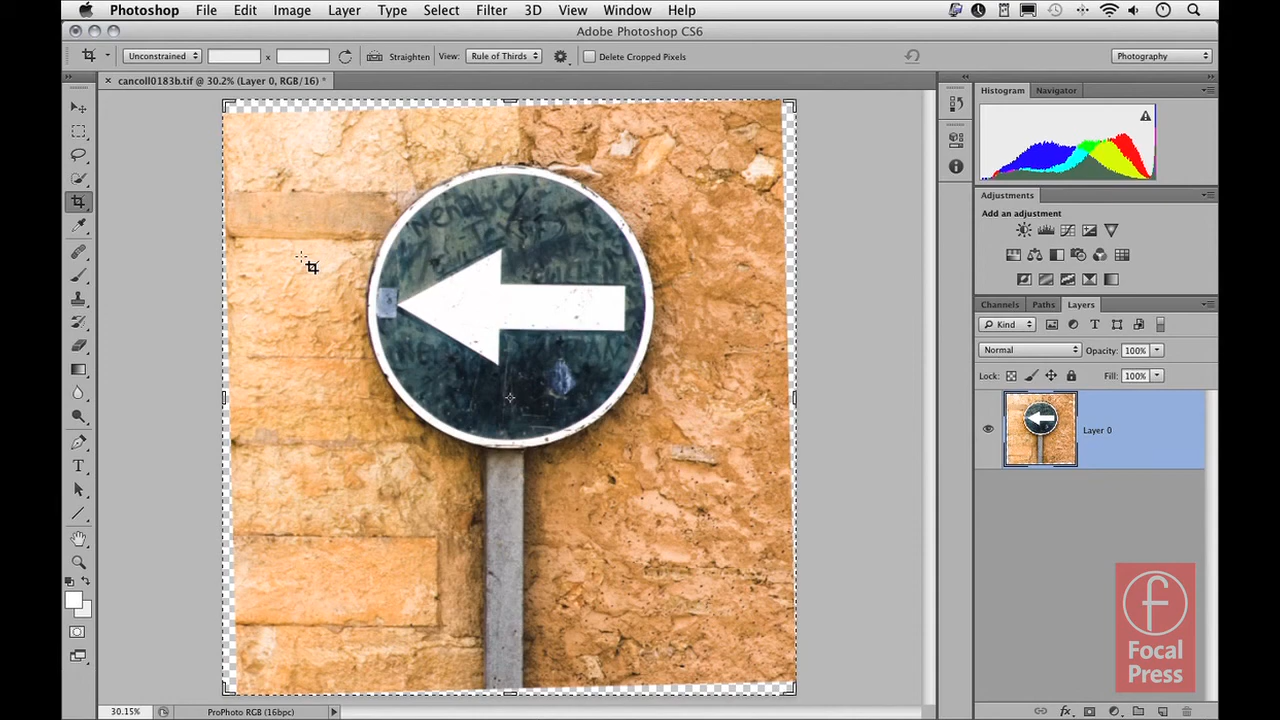 Photoshop File Edit Image Layer Type Select Filter 3D View Window Help
Adobe Photoshop CS6
Unconstrained x Straighten View: Rule of Thirds Delete Cropped Pixels Photography
× cancoll0183b.tif @ 30.2% (Layer 0, RGB/16) *
Histogram Navigator
Adjustments
Add an adjustment
Channels Paths Layers
Kind
Normal Opacity: 100%
Lock: Fill: 100%
Layer 0
f
Focal
Press
30.15% ProPhoto RGB (16bpc)